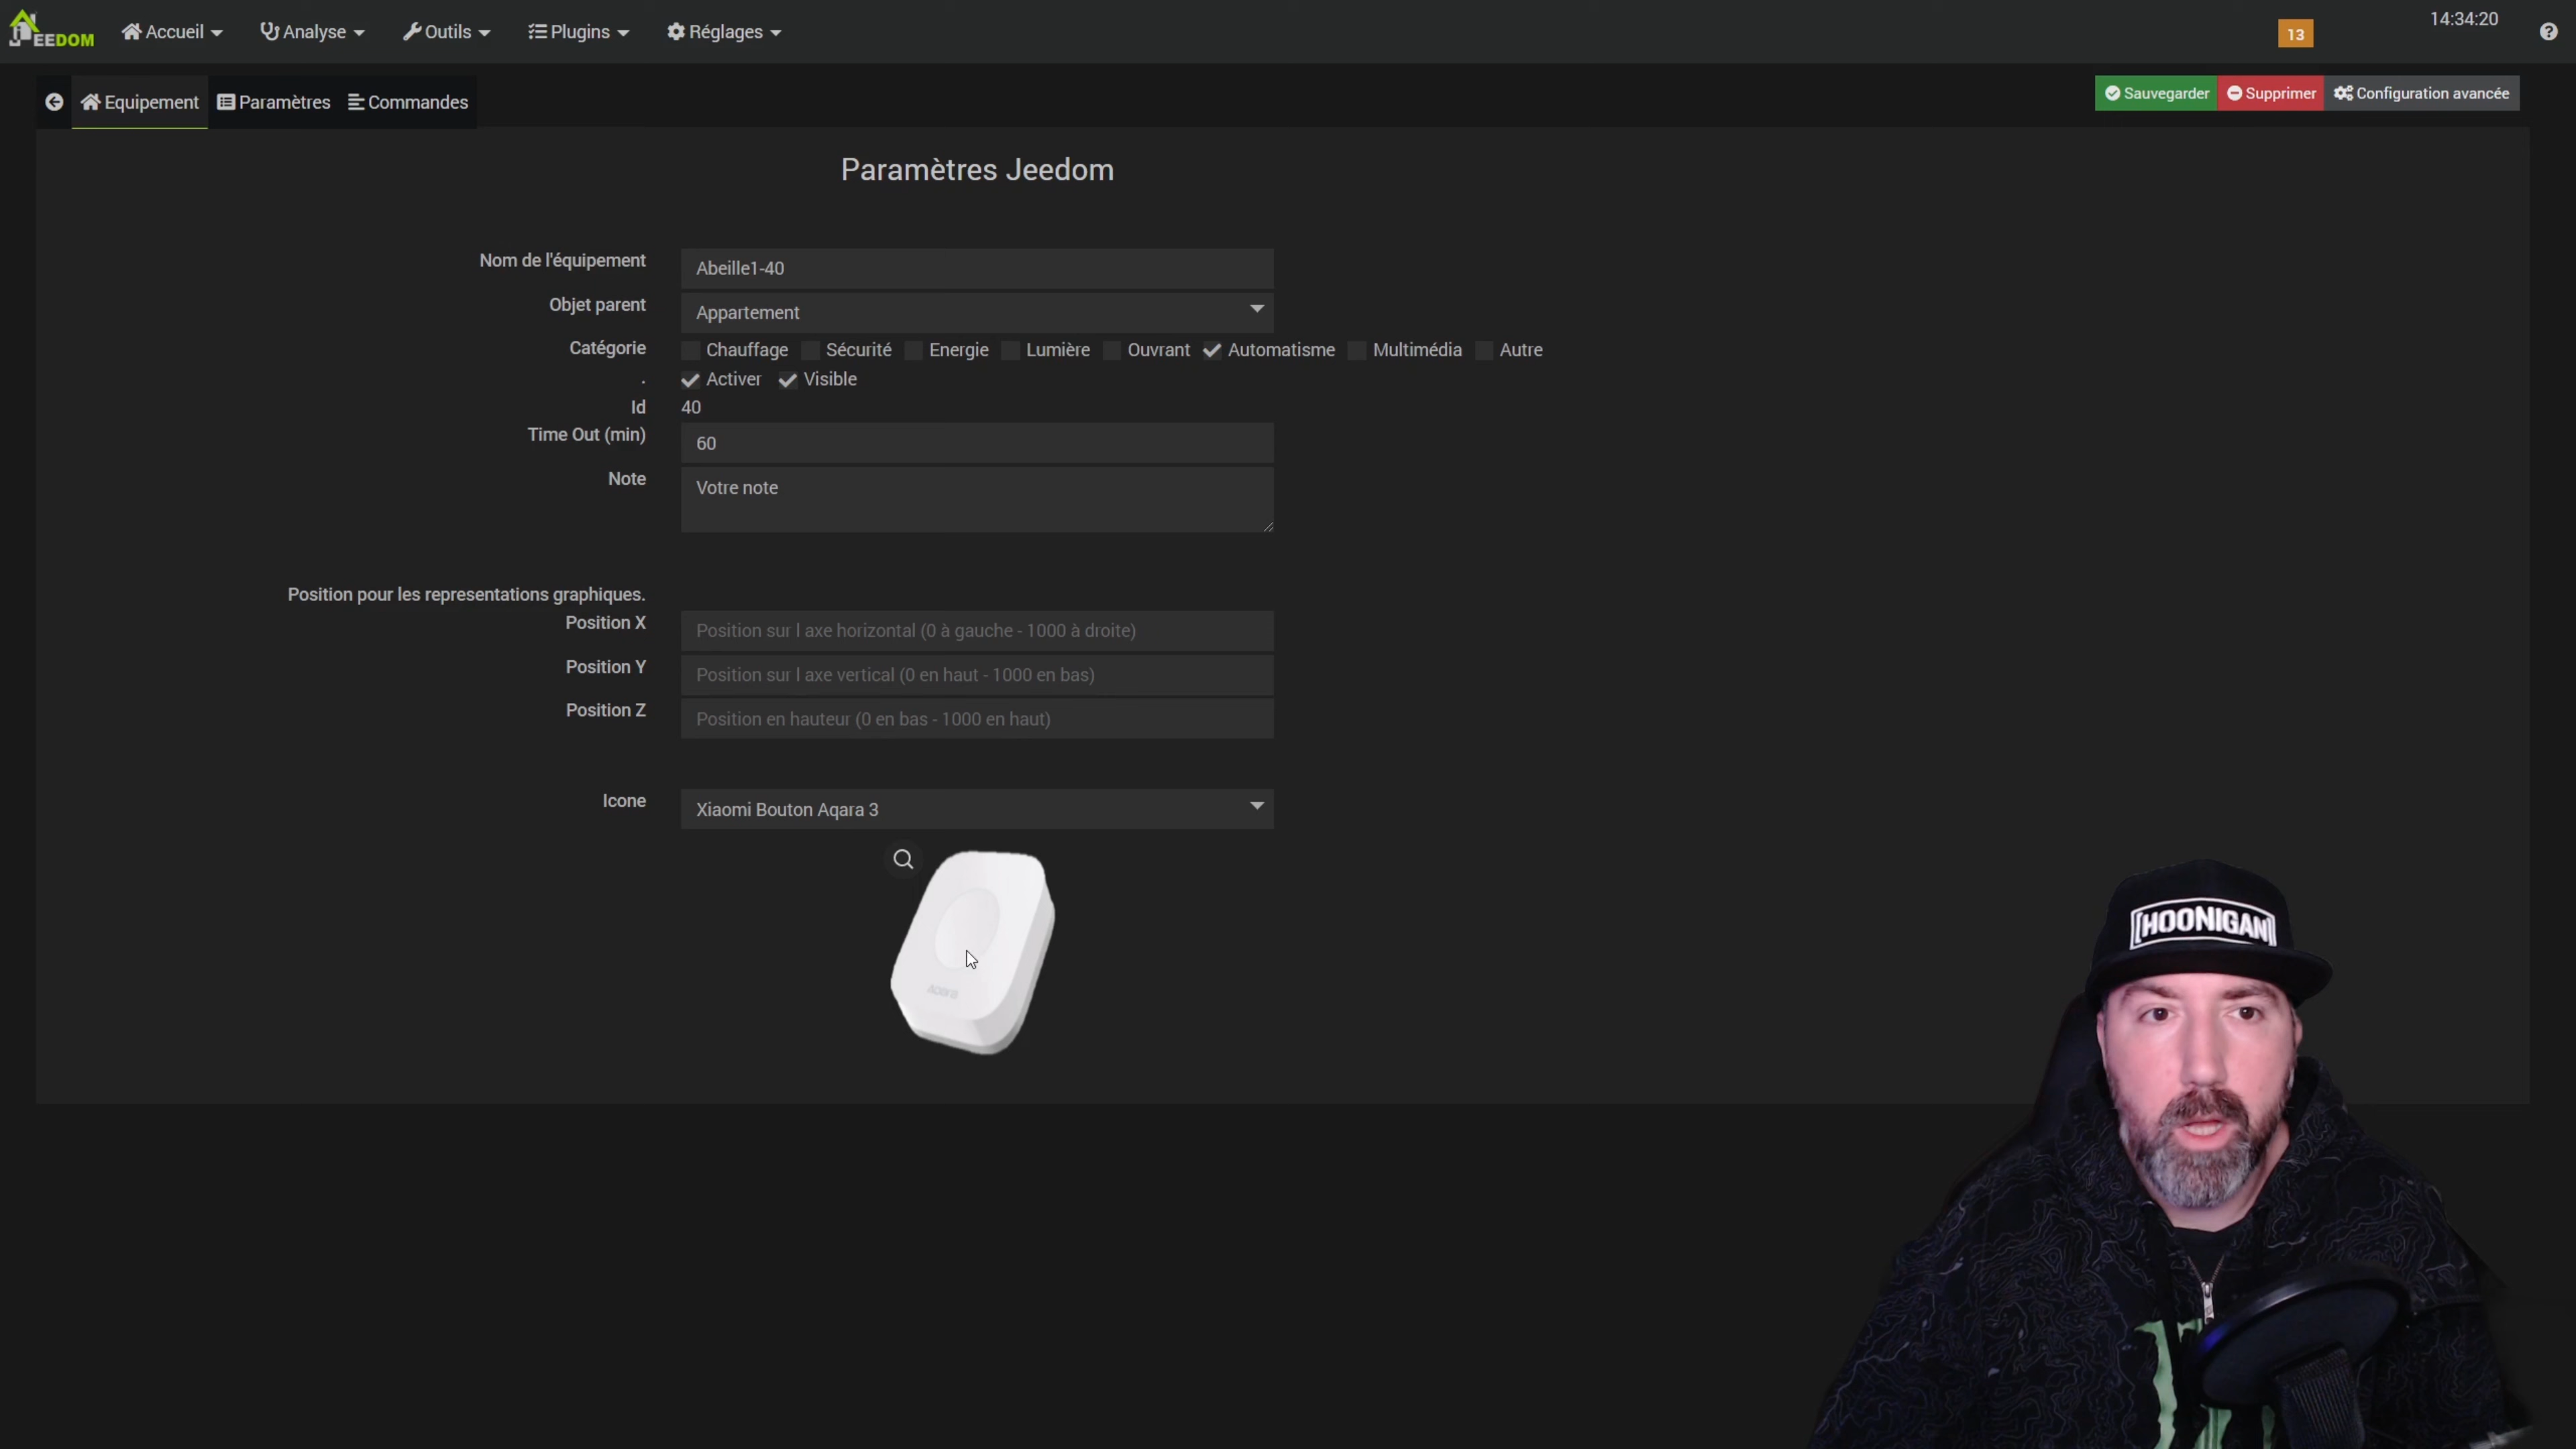 JEEDOM Accueil Analyse Outils Plugins Réglages 13 14:34:20
Equipement Paramètres Commandes Sauvegarder Supprimer Configuration avancée
Paramètres Jeedom
Nom de l'équipement Abeille1-40
Objet parent Appartement
Catégorie Chauffage Sécurité Energie Lumière Ouvrant Automatisme Multimédia Autre
. Activer Visible
Id 40
Time Out (min) 60
Note Votre note
Position pour les representations graphiques.
Position X Position sur l axe horizontal (0 à gauche - 1000 à droite)
Position Y Position sur l axe vertical (0 en haut - 1000 en bas)
Position Z Position en hauteur (0 en bas - 1000 en haut)
Icone Xiaomi Bouton Aqara 3
Aqara
[HOONIGAN]